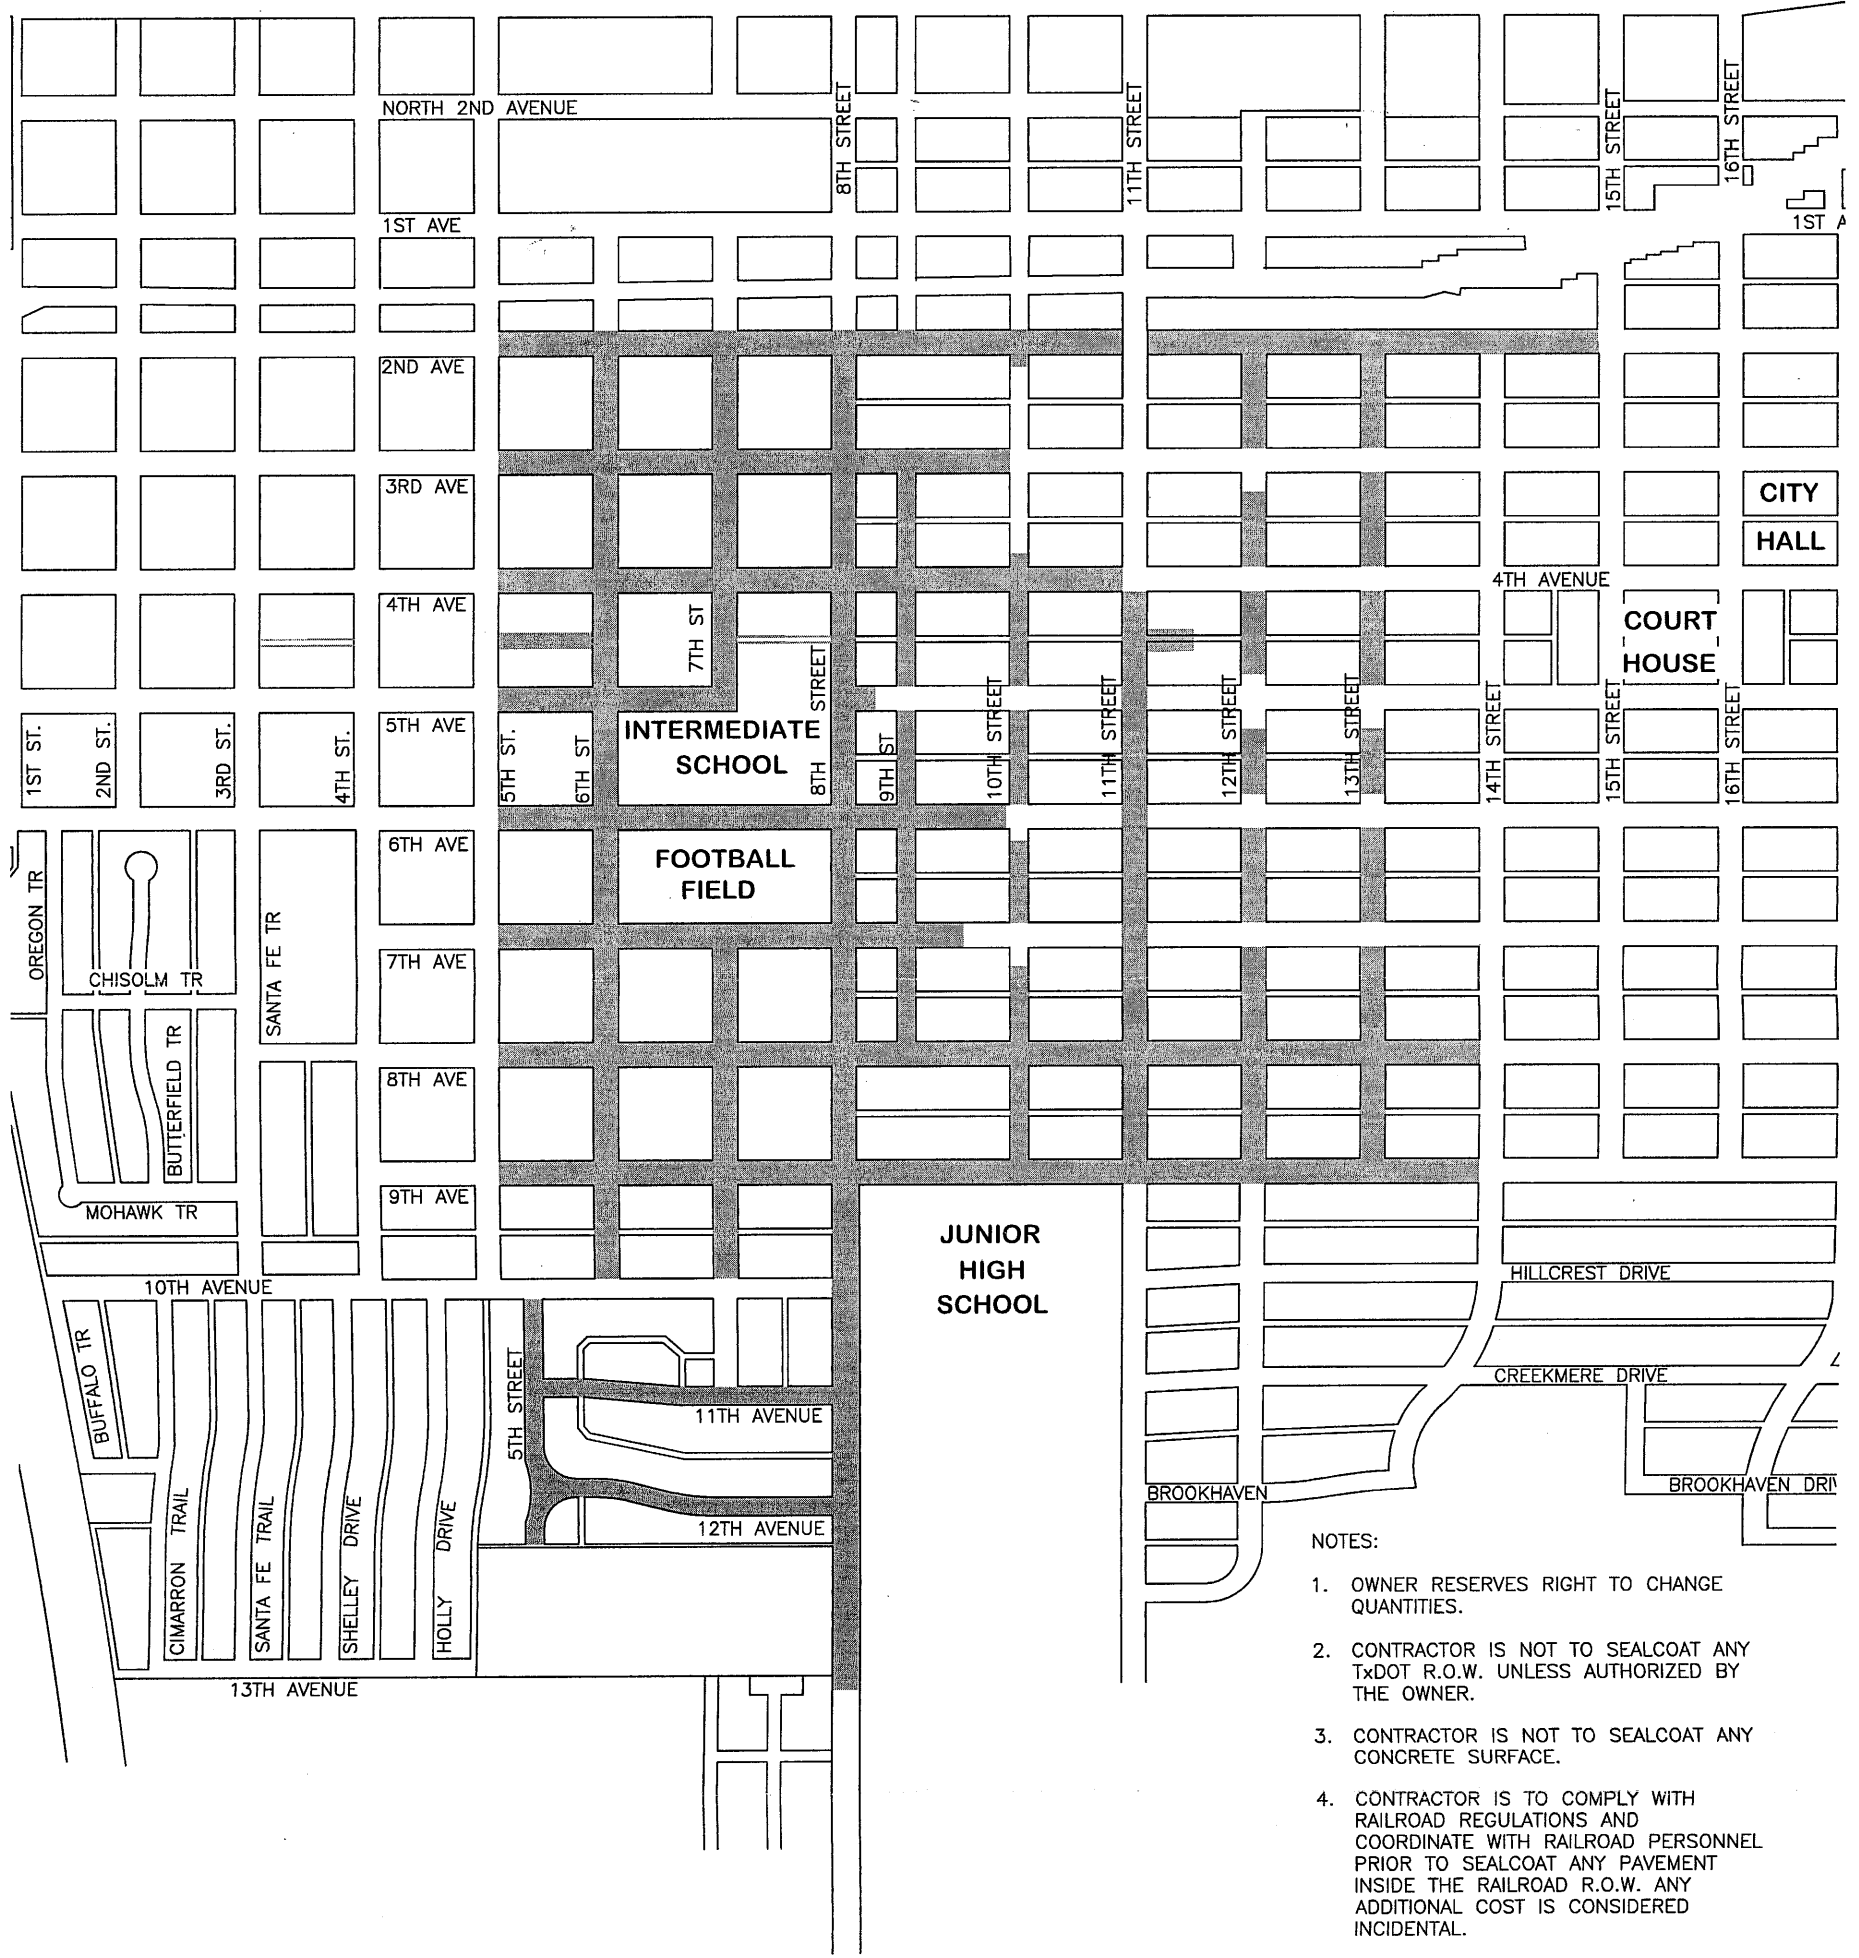 NORTH 2ND AVENUE
8TH STREET
11TH STREET
15TH STREET
16TH STREET
1ST AVE
1ST A
2ND AVE
3RD AVE
CITY
HALL
4TH AVENUE
4TH AVE
7TH ST
COURT
HOUSE
5TH AVE
1ST ST.
2ND ST.
3RD ST.
4TH ST.
5TH ST.
6TH ST
INTERMEDIATE
SCHOOL
8TH STREET
9TH ST
10TH STREET
11TH STREET
12TH STREET
13TH STREET
14TH STREET
15TH STREET
16TH STREET
6TH AVE
FOOTBALL
FIELD
OREGON TR
CHISOLM TR
SANTA FE TR
7TH AVE
BUTTERFIELD TR
8TH AVE
9TH AVE
MOHAWK TR
JUNIOR
HIGH
SCHOOL
10TH AVENUE
HILLCREST DRIVE
BUFFALO TR
5TH STREET
CREEKMERE DRIVE
11TH AVENUE
BROOKHAVEN
BROOKHAVEN DRIV
12TH AVENUE
CIMARRON TRAIL
SANTA FE TRAIL
SHELLEY DRIVE
HOLLY DRIVE
13TH AVENUE
NOTES:
1. OWNER RESERVES RIGHT TO CHANGE
QUANTITIES.
2. CONTRACTOR IS NOT TO SEALCOAT ANY
TxDOT R.O.W. UNLESS AUTHORIZED BY
THE OWNER.
3. CONTRACTOR IS NOT TO SEALCOAT ANY
CONCRETE SURFACE.
4. CONTRACTOR IS TO COMPLY WITH
RAILROAD REGULATIONS AND
COORDINATE WITH RAILROAD PERSONNEL
PRIOR TO SEALCOAT ANY PAVEMENT
INSIDE THE RAILROAD R.O.W. ANY
ADDITIONAL COST IS CONSIDERED
INCIDENTAL.